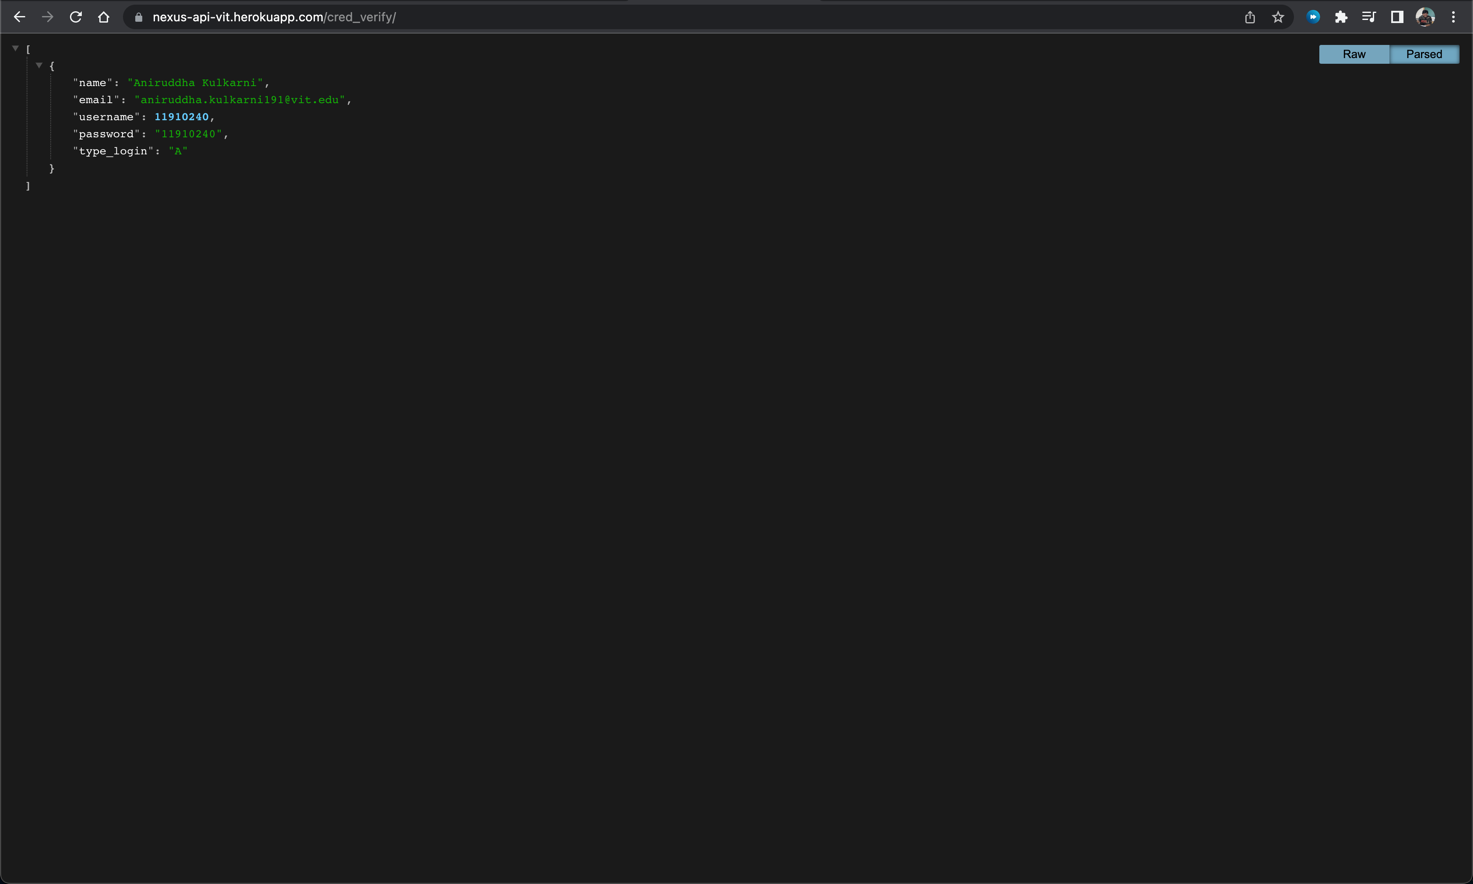 nexus-api-vit.herokuapp.com/cred_verify/
Raw Parsed
[
{
"name": "Aniruddha Kulkarni",
"email": "aniruddha.kulkarni191@vit.edu",
"username": 11910240,
"password": "11910240",
"type_login": "A"
}
]